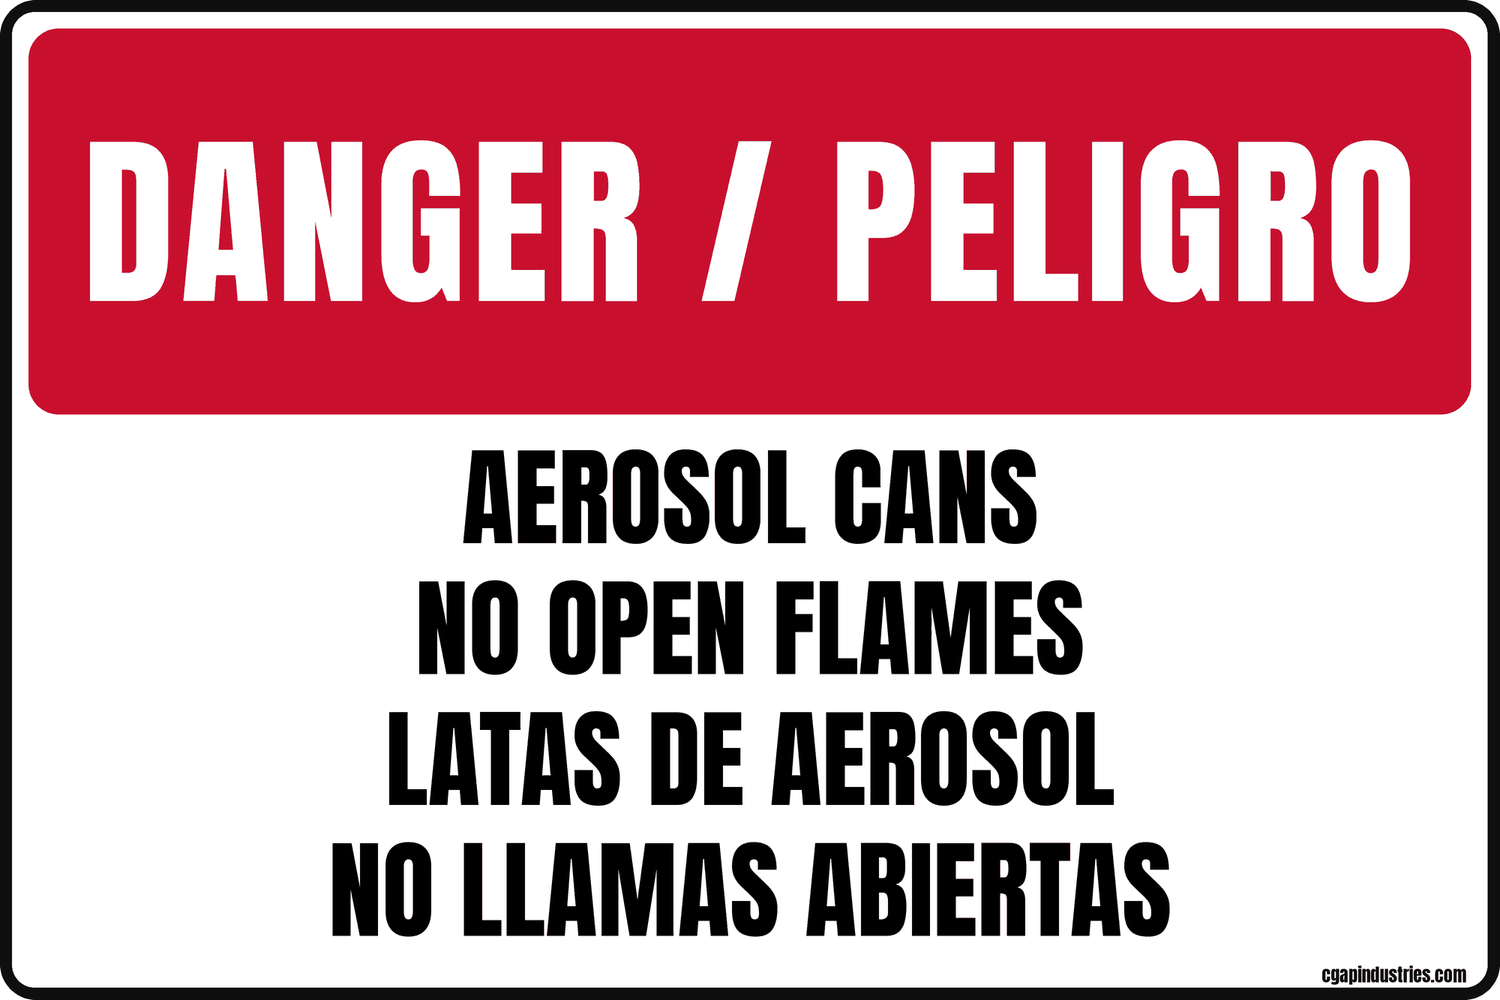 DANGER / PELIGRO
AEROSOL CANS
NO OPEN FLAMES
LATAS DE AEROSOL
NO LLAMAS ABIERTAS
cgapindustries.com